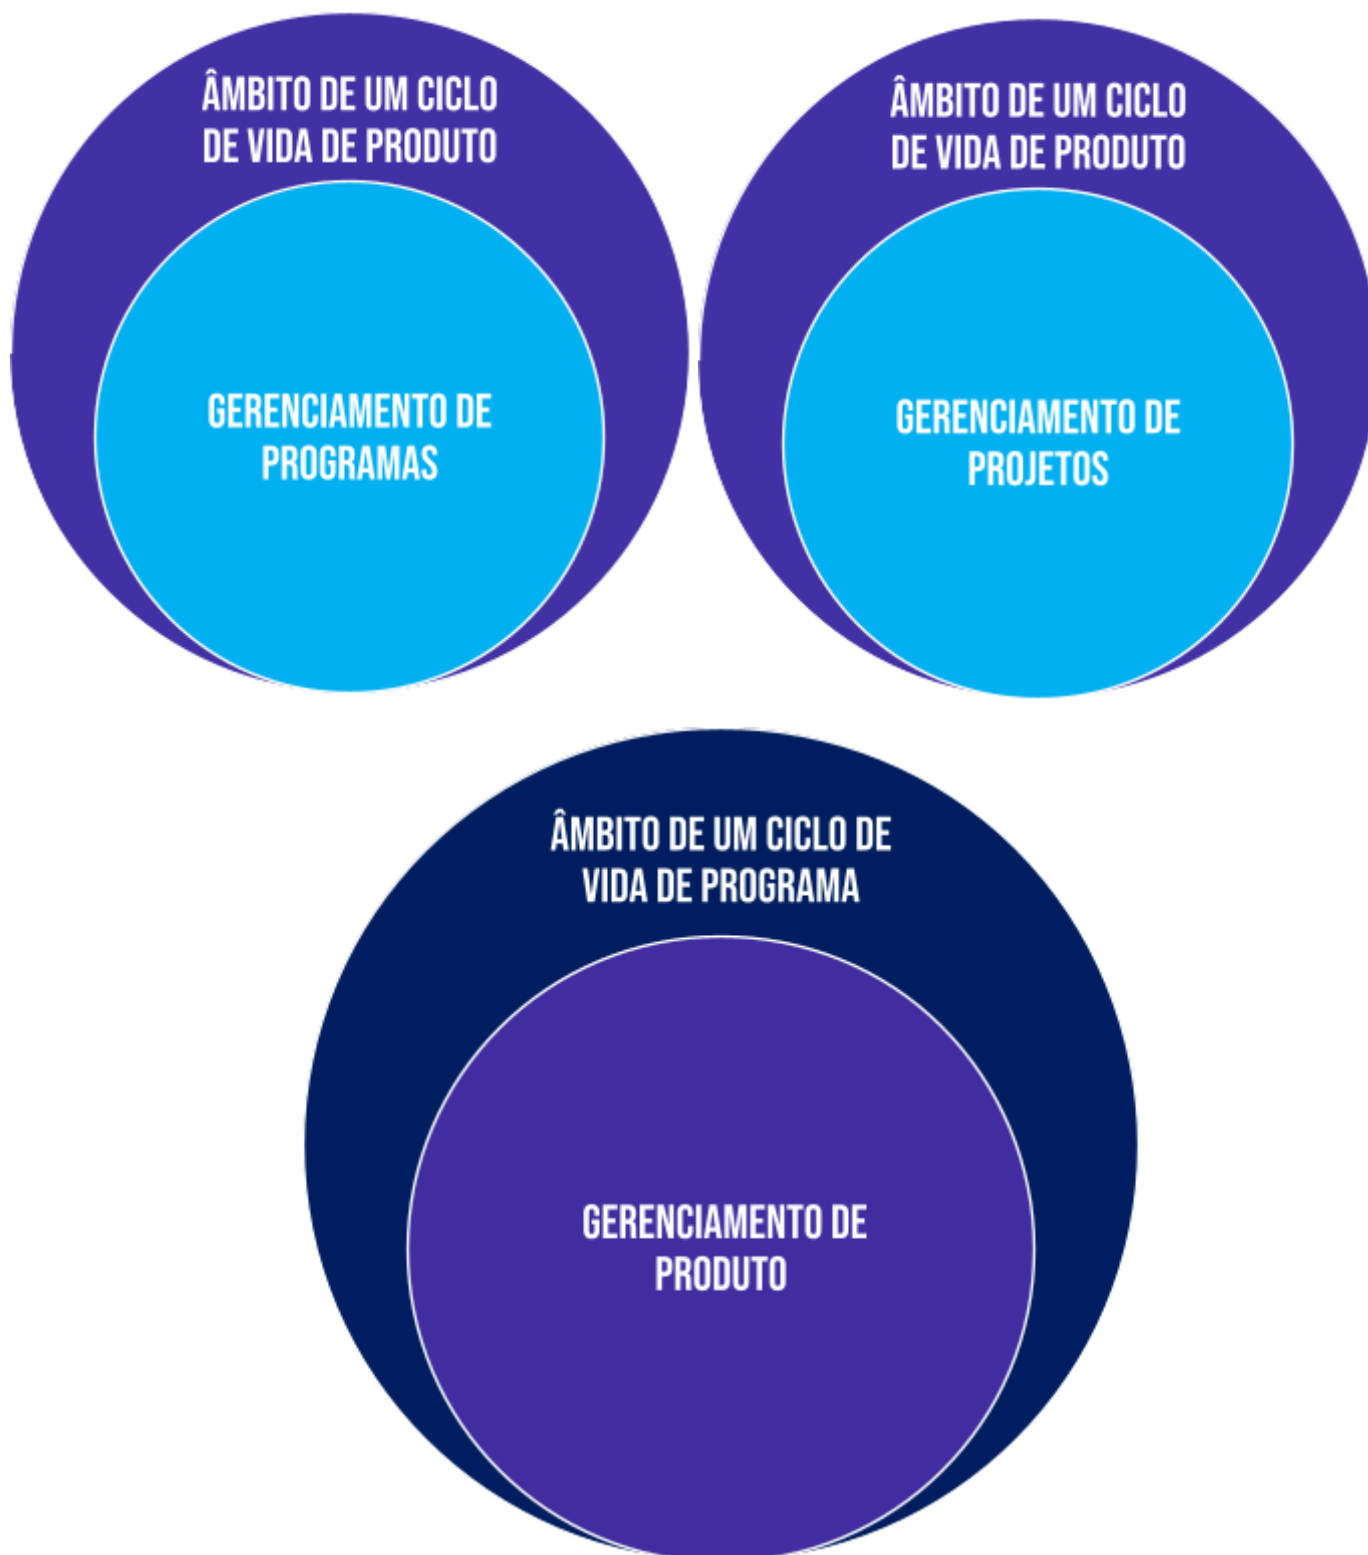 ÂMBITO DE UM CICLO
DE VIDA DE PRODUTO
GERENCIAMENTO DE
PROGRAMAS
ÂMBITO DE UM CICLO
DE VIDA DE PRODUTO
GERENCIAMENTO DE
PROJETOS
ÂMBITO DE UM CICLO DE
VIDA DE PROGRAMA
GERENCIAMENTO DE
PRODUTO